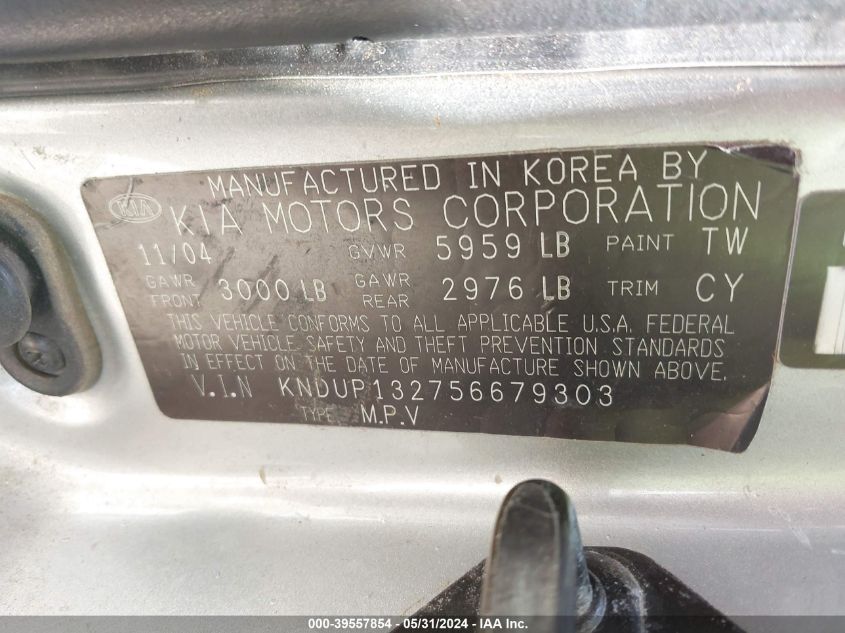 MANUFACTURED IN KOREA BY
KIA KIA MOTORS CORPORATION
11/04 GVWR 5959 LB PAINT TW
GAWR FRONT 3000 LB GAWR REAR 2976 LB TRIM CY
THIS VEHICLE CONFORMS TO ALL APPLICABLE U.S.A. FEDERAL
MOTOR VEHICLE SAFETY AND THEFT PREVENTION STANDARDS
IN EFFECT ON THE DATE OF MANUFACTURE SHOWN ABOVE.
V.I.N KNDUP132756679303
TYPE M.P.V
000-39557854 - 05/31/2024 - IAA Inc.